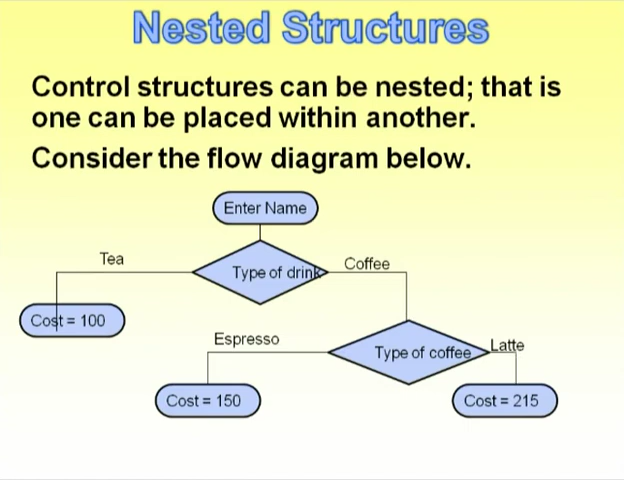 Nested Structures
Control structures can be nested; that is
one can be placed within another.
Consider the flow diagram below.
Enter Name
Tea
Type of drink
Coffee
Cost = 100
Espresso
Type of coffee
Latte
Cost = 150
Cost = 215